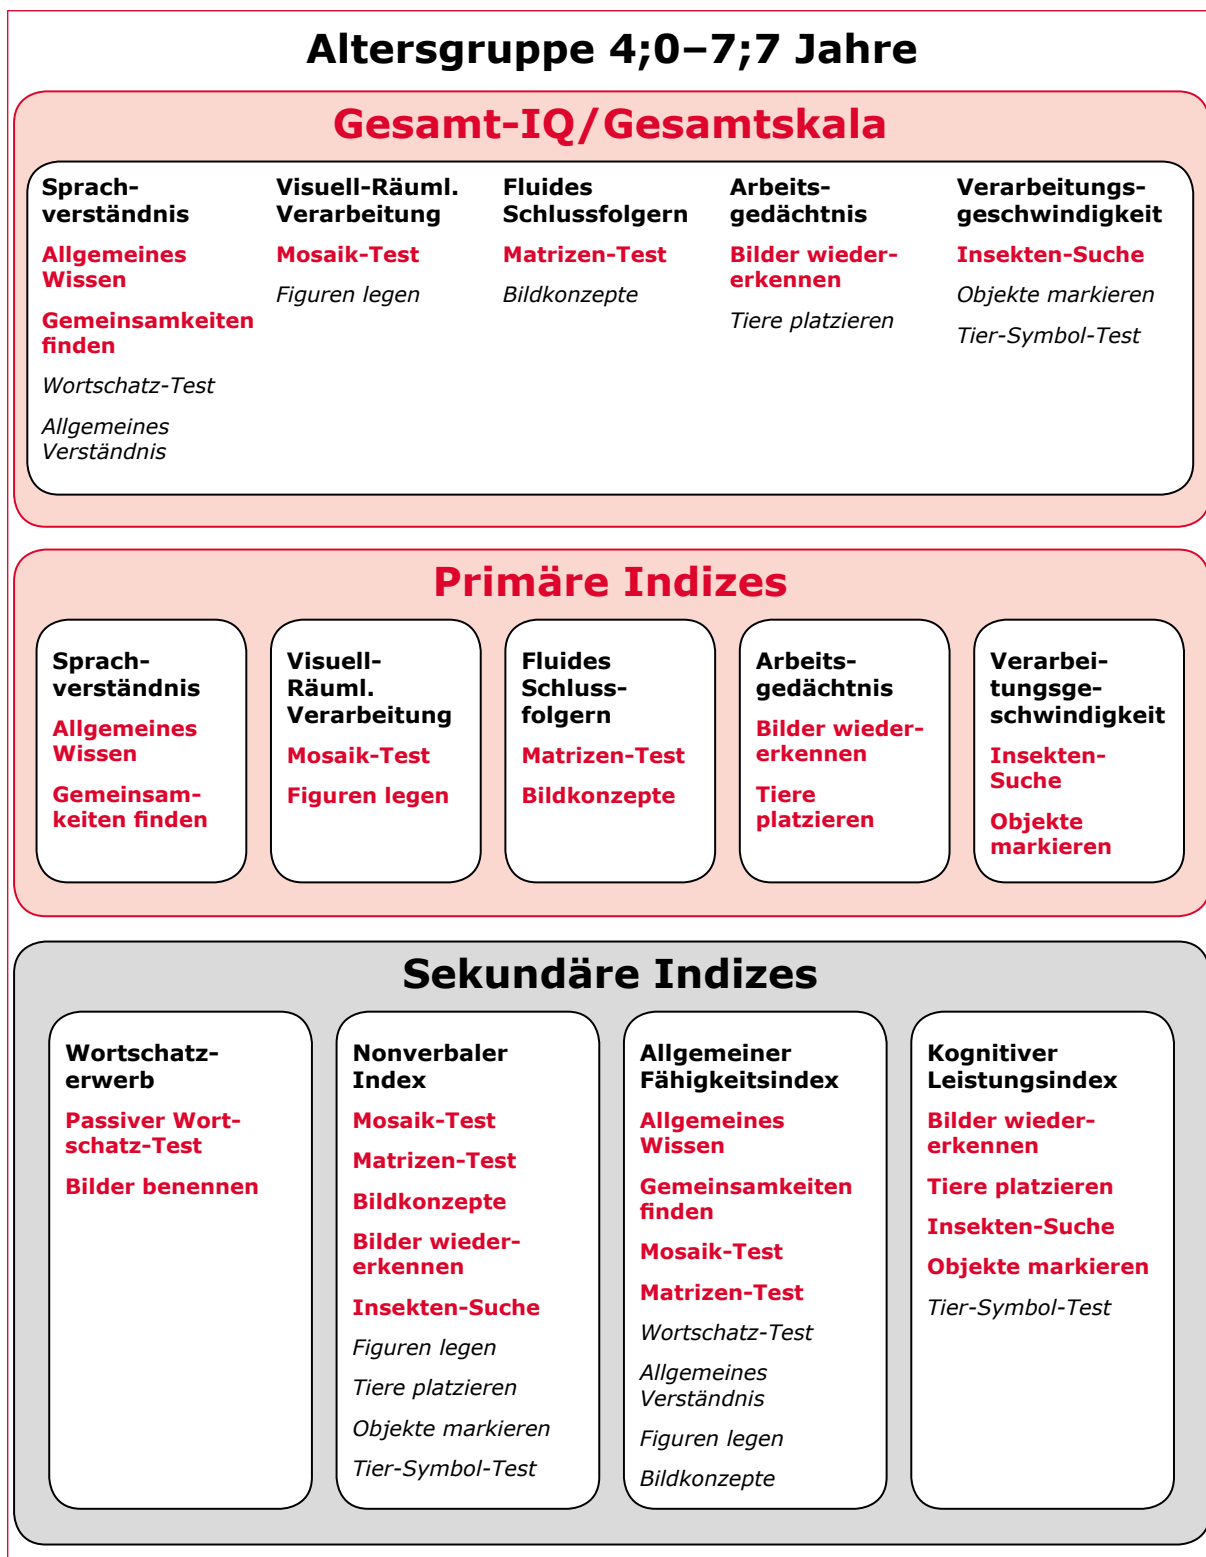 Altersgruppe 4;0–7;7 Jahre
Gesamt-IQ/Gesamtskala
Sprach-
verständnis
Allgemeines
Wissen
Gemeinsamkeiten
finden
Wortschatz-Test
Allgemeines
Verständnis
Visuell-Räuml.
Verarbeitung
Mosaik-Test
Figuren legen
Fluides
Schlussfolgern
Matrizen-Test
Bildkonzepte
Arbeits-
gedächtnis
Bilder wieder-
erkennen
Tiere platzieren
Verarbeitungs-
geschwindigkeit
Insekten-Suche
Objekte markieren
Tier-Symbol-Test
Primäre Indizes
Sprach-
verständnis
Allgemeines
Wissen
Gemeinsam-
keiten finden
Visuell-
Räuml.
Verarbeitung
Mosaik-Test
Figuren legen
Fluides
Schluss-
folgern
Matrizen-Test
Bildkonzepte
Arbeits-
gedächtnis
Bilder wieder-
erkennen
Tiere
platzieren
Verarbei-
tungsge-
schwindigkeit
Insekten-
Suche
Objekte
markieren
Sekundäre Indizes
Wortschatz-
erwerb
Passiver Wort-
schatz-Test
Bilder benennen
Nonverbaler
Index
Mosaik-Test
Matrizen-Test
Bildkonzepte
Bilder wieder-
erkennen
Insekten-Suche
Figuren legen
Tiere platzieren
Objekte markieren
Tier-Symbol-Test
Allgemeiner
Fähigkeitsindex
Allgemeines
Wissen
Gemeinsamkeiten
finden
Mosaik-Test
Matrizen-Test
Wortschatz-Test
Allgemeines
Verständnis
Figuren legen
Bildkonzepte
Kognitiver
Leistungsindex
Bilder wieder-
erkennen
Tiere platzieren
Insekten-Suche
Objekte markieren
Tier-Symbol-Test